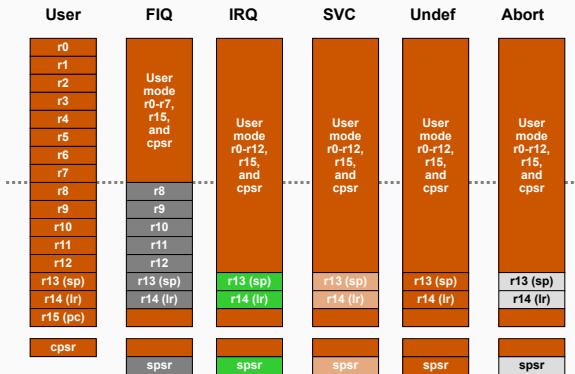 User FIQ IRQ SVC Undef Abort
r0
r1
r2
r3
r4
r5
r6
r7
r8
r9
r10
r11
r12
r13 (sp)
r14 (lr)
r15 (pc)
cpsr
User
mode
r0-r7,
r15,
and
cpsr
r8
r9
r10
r11
r12
r13 (sp)
r14 (lr)
spsr
User
mode
r0-r12,
r15,
and
cpsr
r13 (sp)
r14 (lr)
spsr
User
mode
r0-r12,
r15,
and
cpsr
r13 (sp)
r14 (lr)
spsr
User
mode
r0-r12,
r15,
and
cpsr
r13 (sp)
r14 (lr)
spsr
User
mode
r0-r12,
r15,
and
cpsr
r13 (sp)
r14 (lr)
spsr